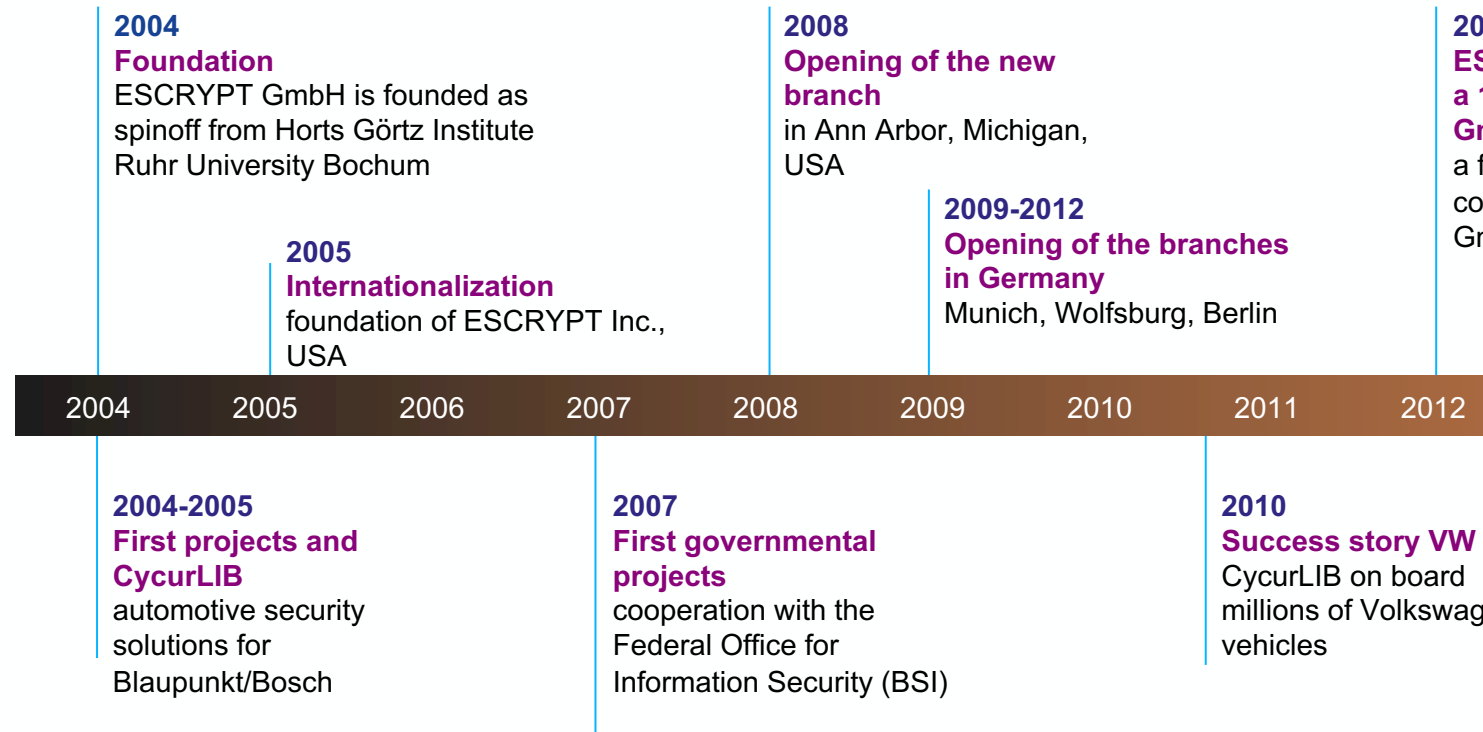 2004
Foundation
ESCRYPT GmbH is founded as
spinoff from Horts Görtz Institute
Ruhr University Bochum
2005
Internationalization
foundation of ESCRYPT Inc.,
USA
2008
Opening of the new
branch
in Ann Arbor, Michigan,
USA
2009-2012
Opening of the branches
in Germany
Munich, Wolfsburg, Berlin
a
a
2004 2005 2006 2007 2008 2009 2010 2011 2012
2004-2005
First projects and
CycurLIB
automotive security
solutions for
Blaupunkt/Bosch
2007
First governmental
projects
cooperation with the
Federal Office for
Information Security (BSI)
2010
Success story VW
CycurLIB on board
millions of
vehicles